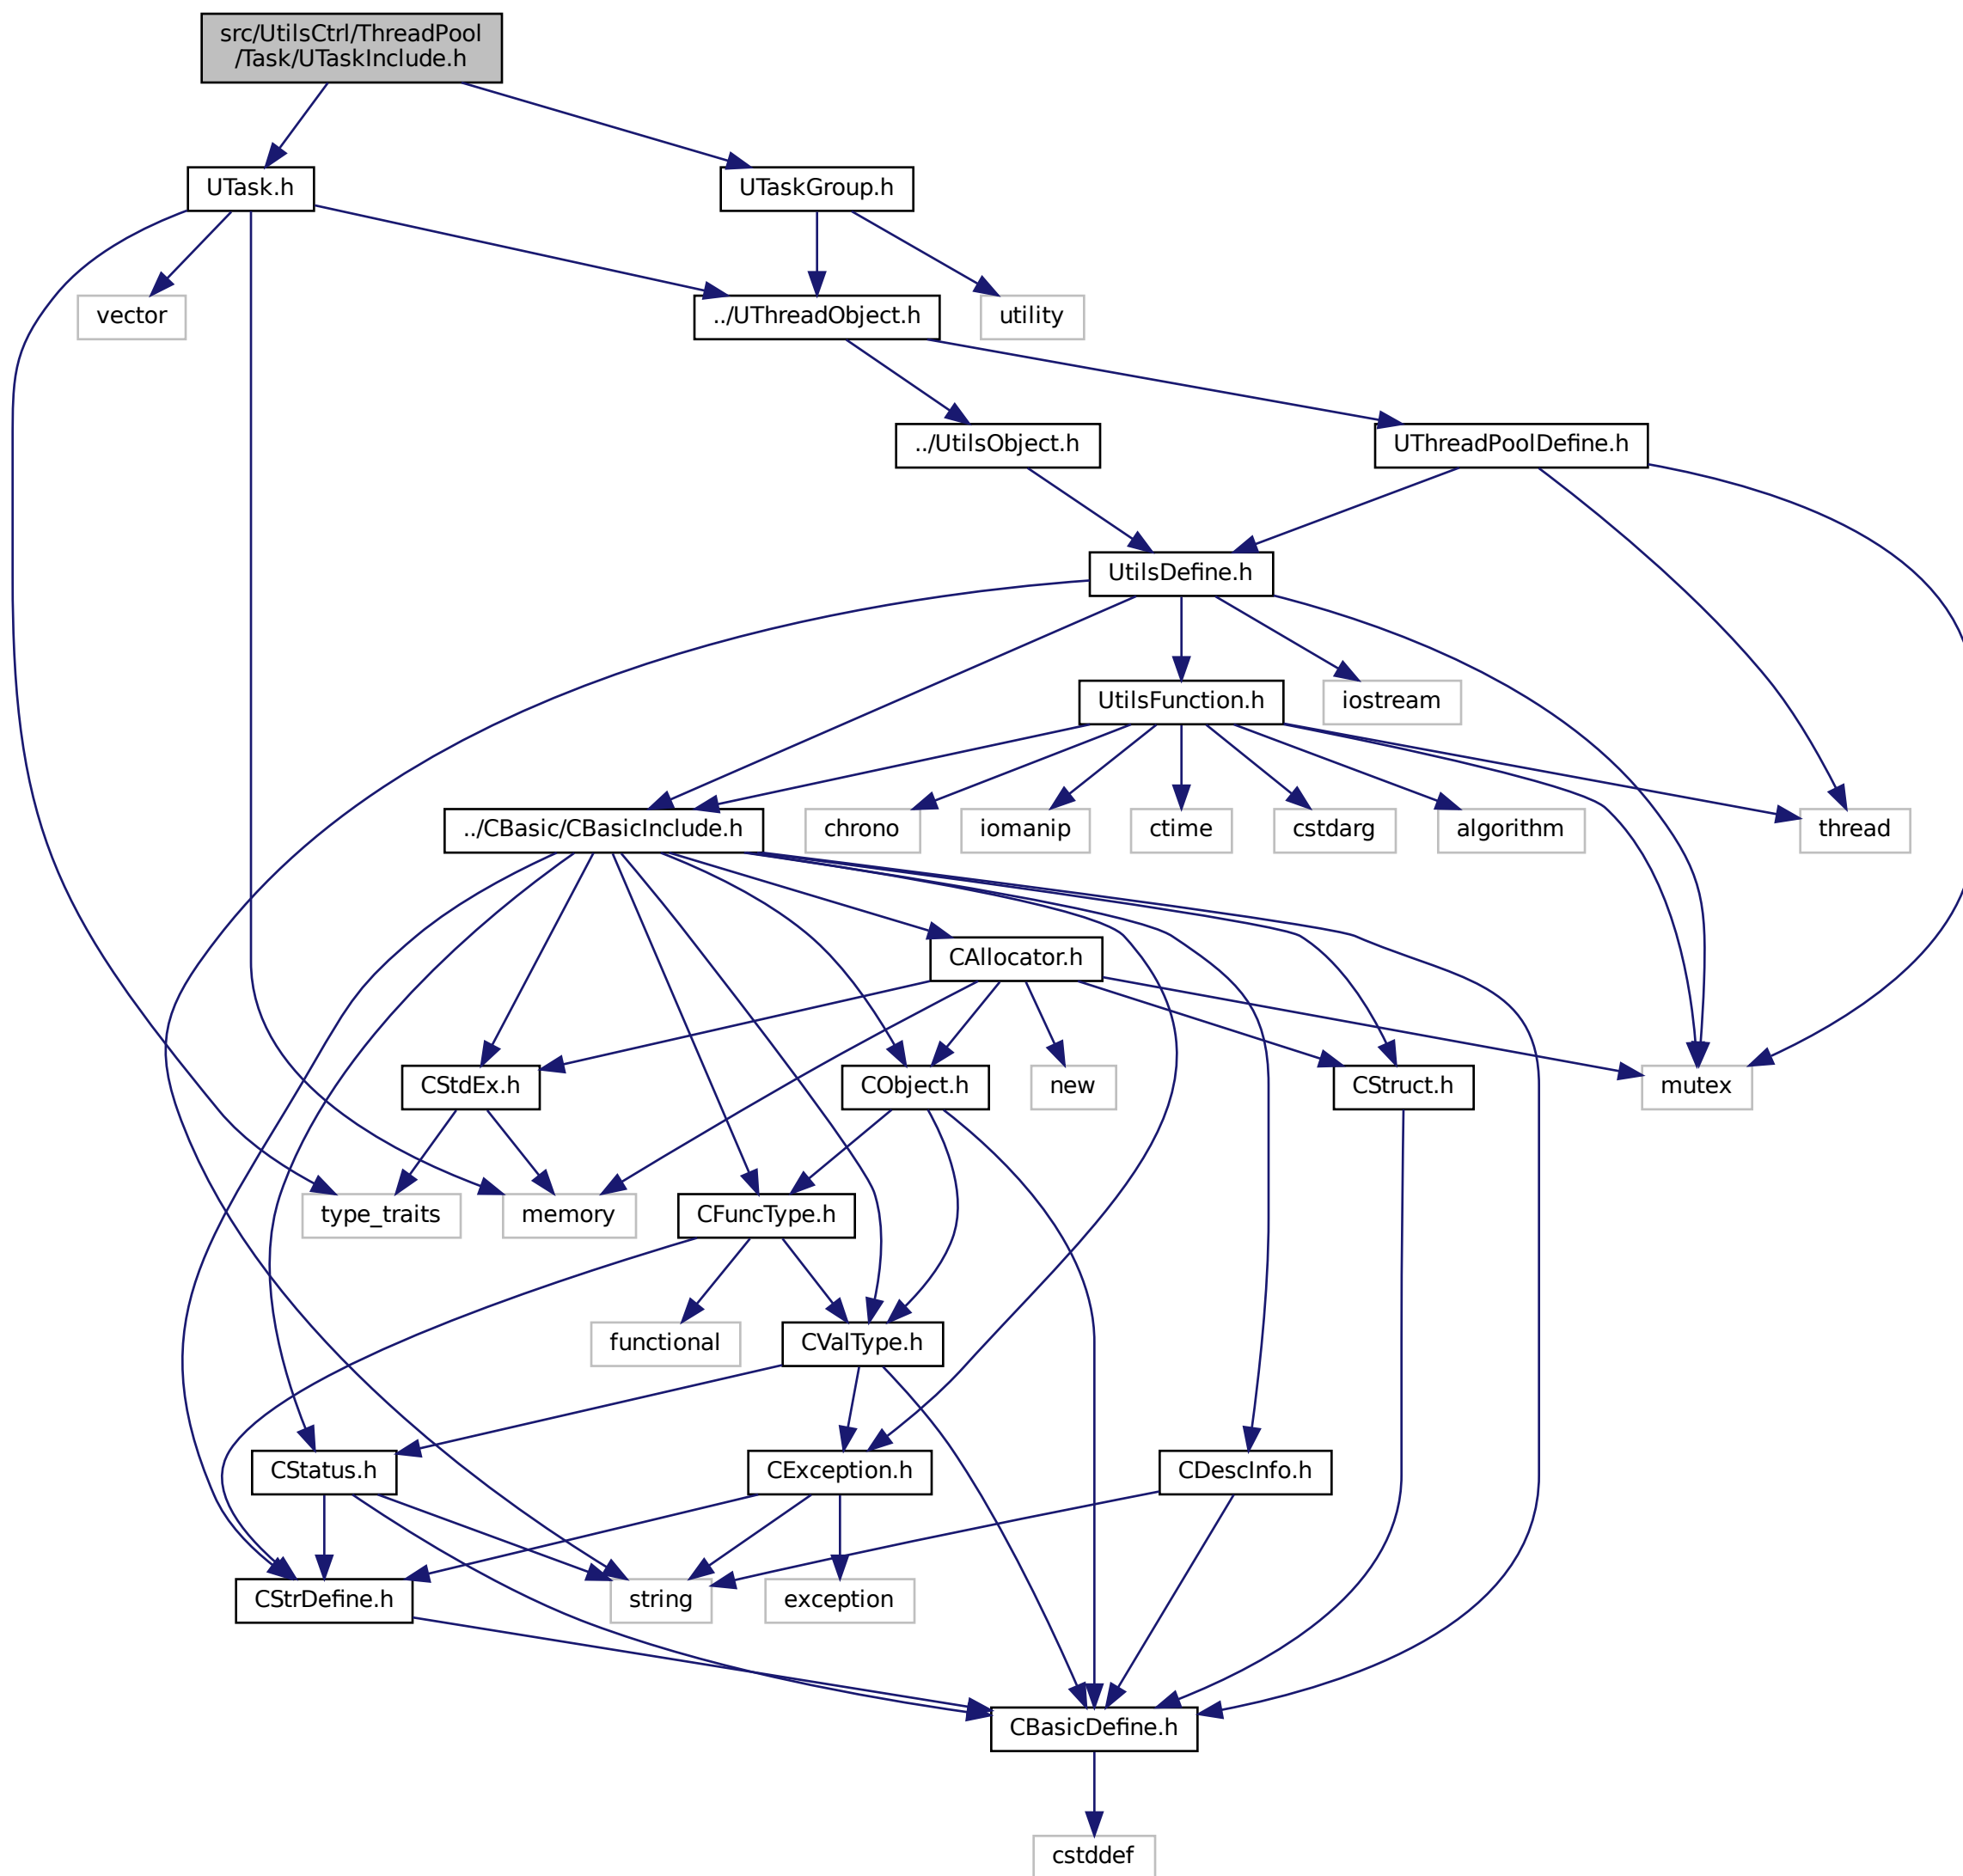 src/UtilsCtrl/ThreadPool
/Task/UTaskInclude.h
UTask.h
UTaskGroup.h
vector
../UThreadObject.h
utility
../UtilsObject.h
UThreadPoolDefine.h
UtilsDefine.h
UtilsFunction.h
iostream
../CBasic/CBasicInclude.h
chrono
iomanip
ctime
cstdarg
algorithm
thread
CAllocator.h
CStdEx.h
CObject.h
new
CStruct.h
mutex
type_traits
memory
CFuncType.h
functional
CValType.h
CStatus.h
CException.h
CDescInfo.h
CStrDefine.h
string
exception
CBasicDefine.h
cstddef